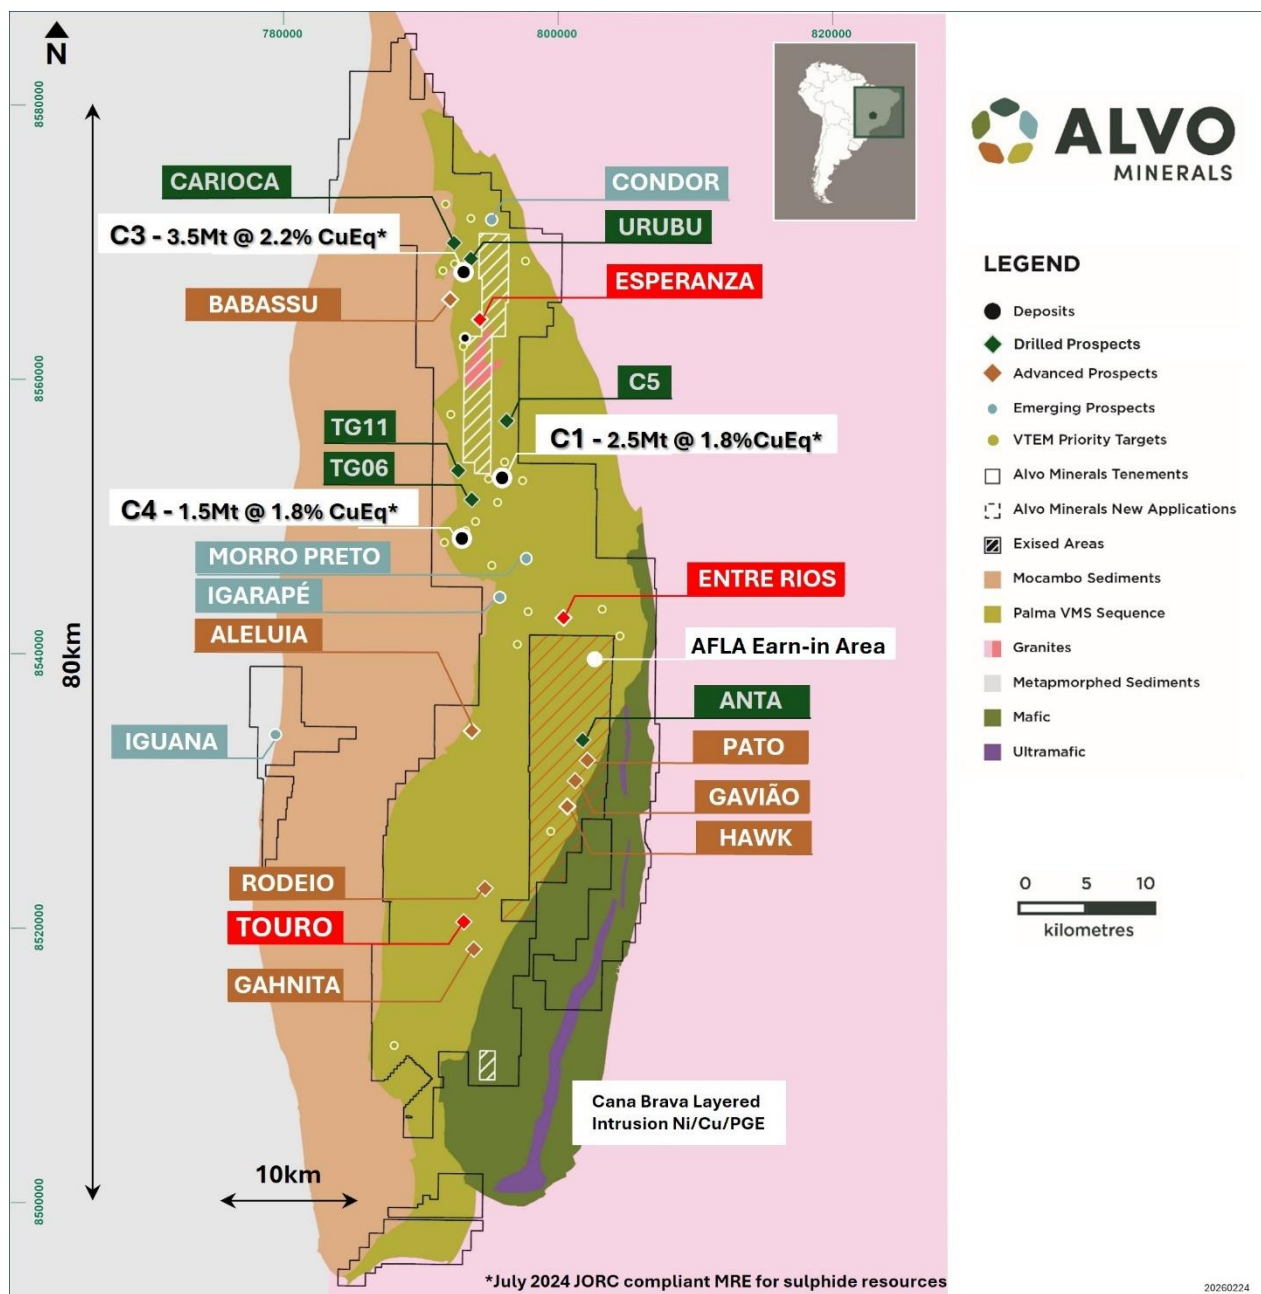 780000
800000
820000
N
8580000
8560000
8540000
8520000
8500000
80km
CARIOCA
CONDOR
C3 - 3.5Mt @ 2.2% CuEq*
URUBU
BABASSU
ESPERANZA
C5
TG11
C1 - 2.5Mt @ 1.8%CuEq*
TG06
C4 - 1.5Mt @ 1.8% CuEq*
MORRO PRETO
ENTRE RIOS
IGARAPÉ
ALELUIA
AFLA Earn-in Area
ANTA
IGUANA
PATO
GAVIÃO
HAWK
RODEIO
TOURO
GAHNITA
Cana Brava Layered
Intrusion Ni/Cu/PGE
10km
*July 2024 JORC compliant MRE for sulphide resources
ALVO
MINERALS
LEGEND
Deposits
Drilled Prospects
Advanced Prospects
Emerging Prospects
VTEM Priority Targets
Alvo Minerals Tenements
Alvo Minerals New Applications
Exised Areas
Mocambo Sediments
Palma VMS Sequence
Granites
Metapmorphed Sediments
Mafic
Ultramafic
0 5 10
kilometres
20260224